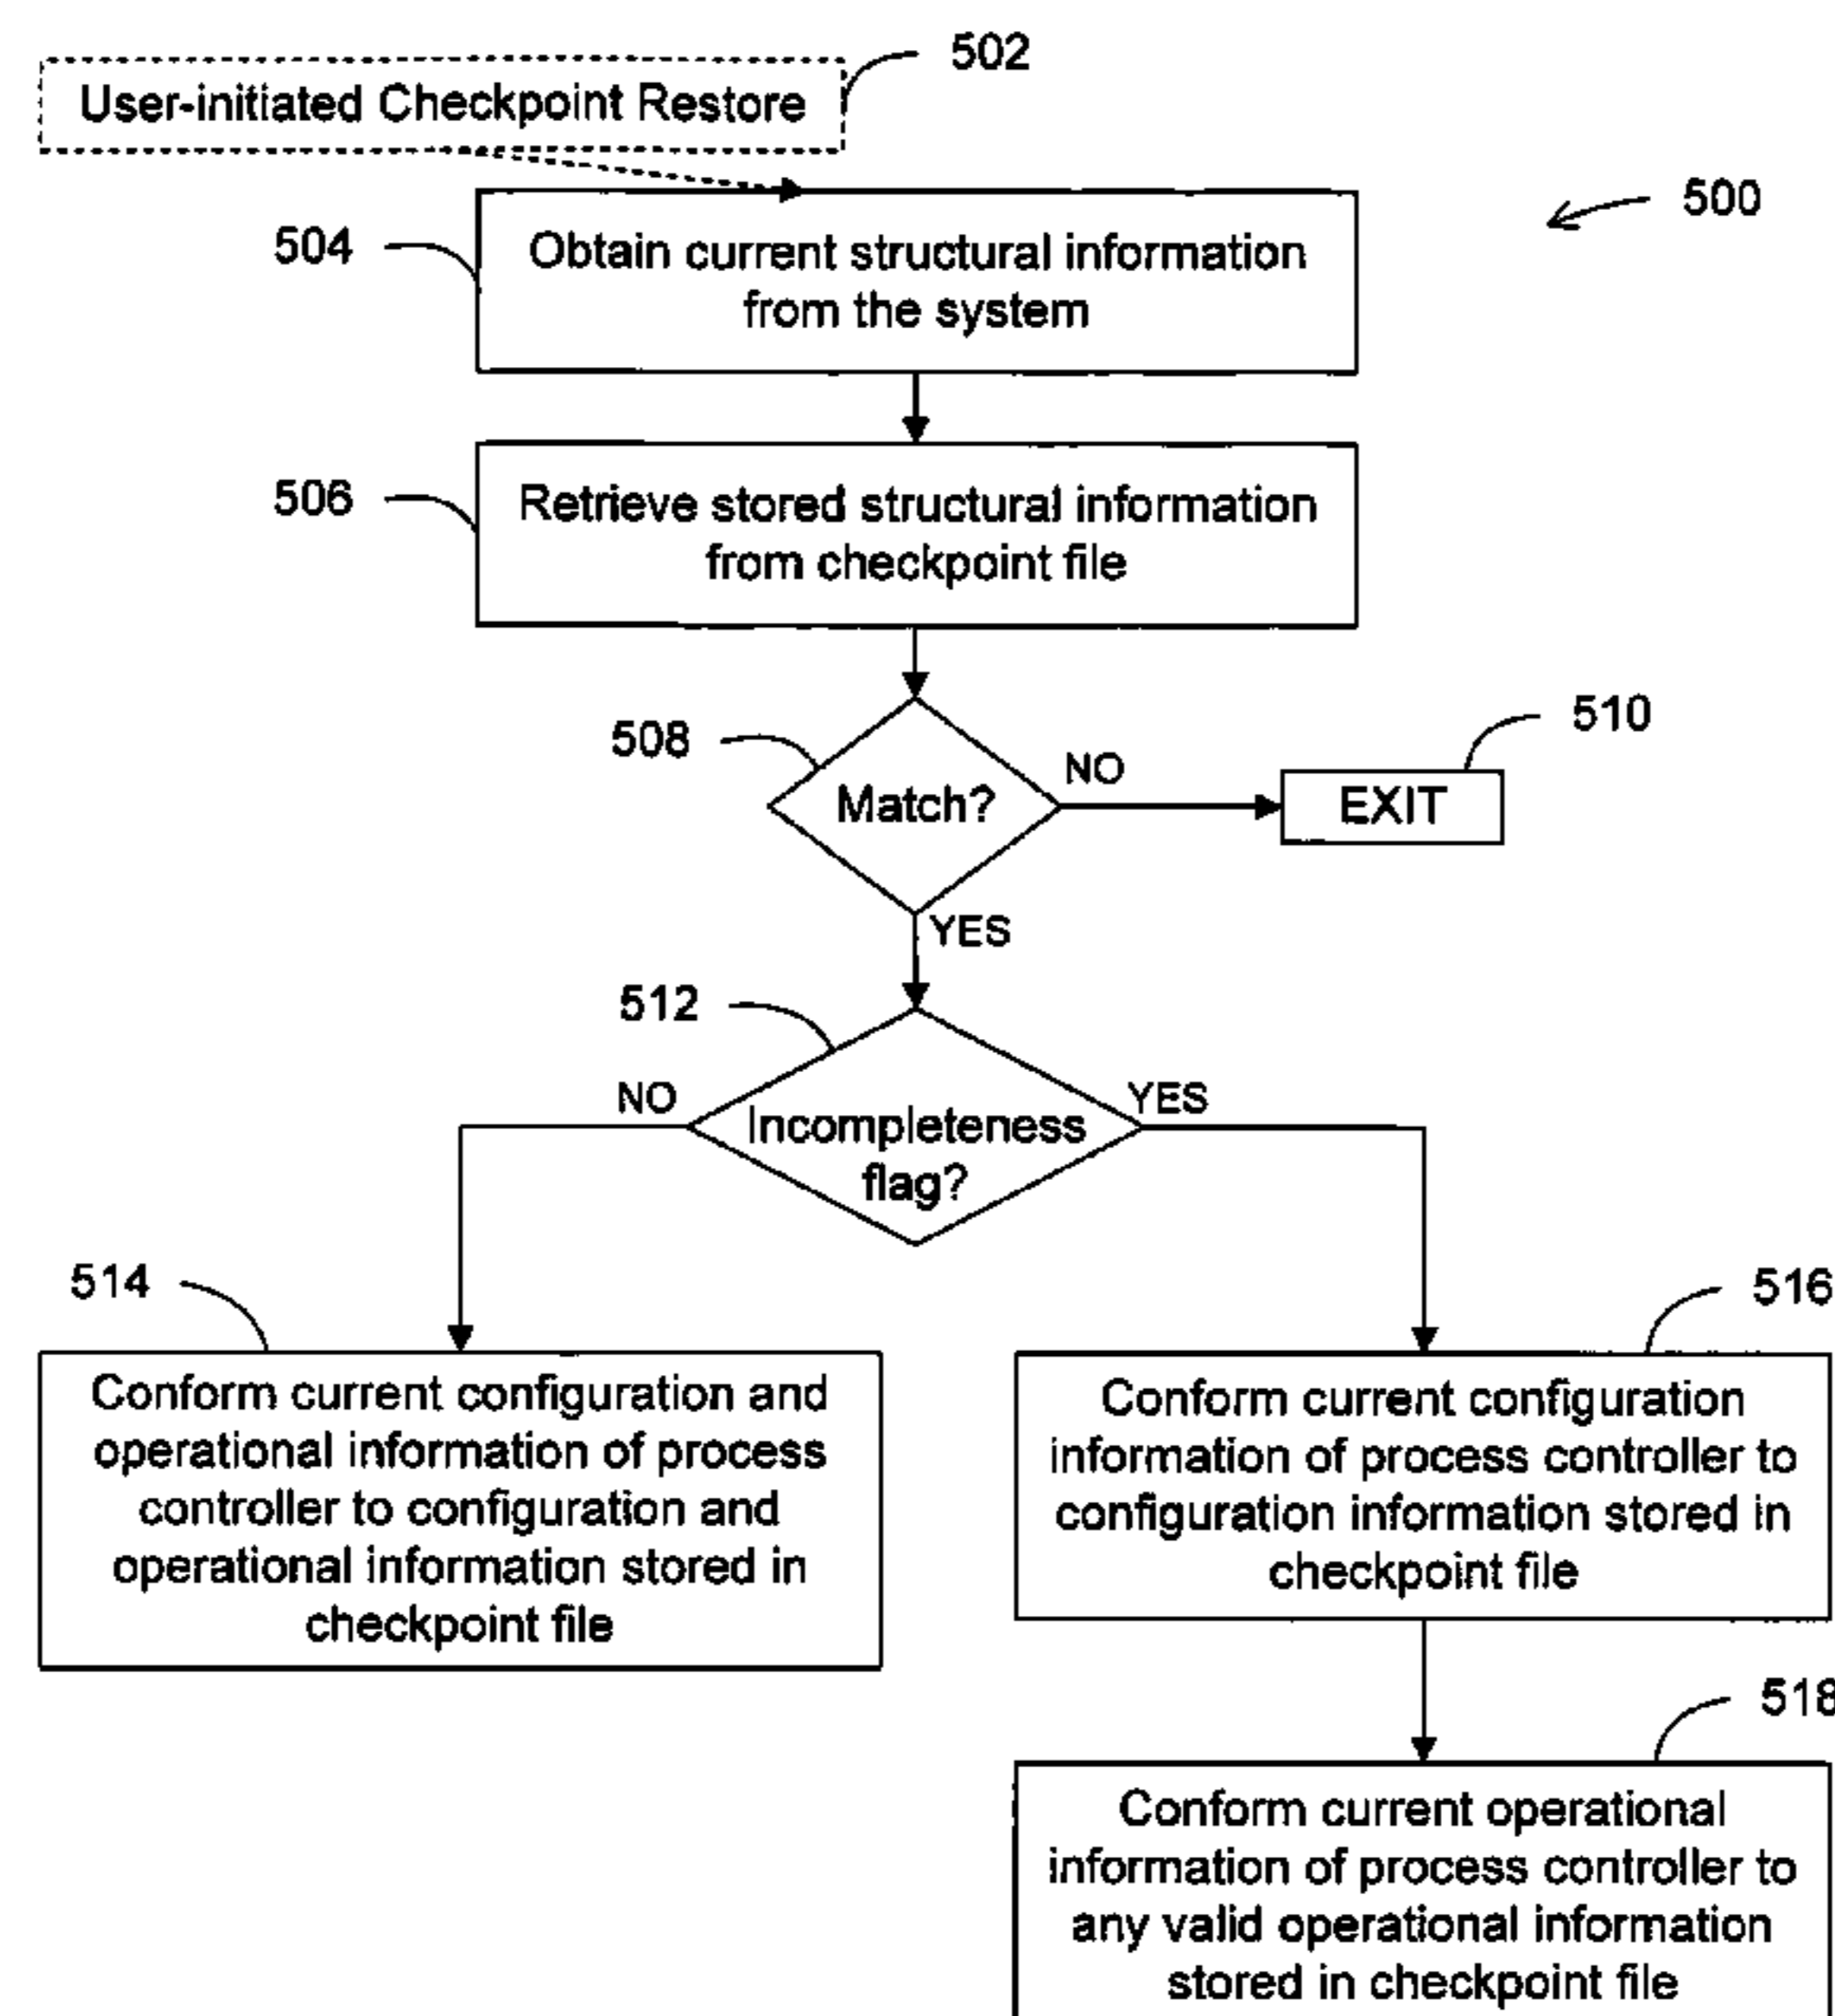 502
User-initiated Checkpoint Restore
500
504
Obtain current structural information
from the system
506
Retrieve stored structural information
from checkpoint file
508
Match?
NO
510
EXIT
YES
512
NO
Incompleteness
flag?
YES
514
Conform current configuration and
operational information of process
controller to configuration and
operational information stored in
checkpoint file
516
Conform current configuration
information of process controller to
configuration information stored in
checkpoint file
518
Conform current operational
information of process controller to
any valid operational information
stored in checkpoint file